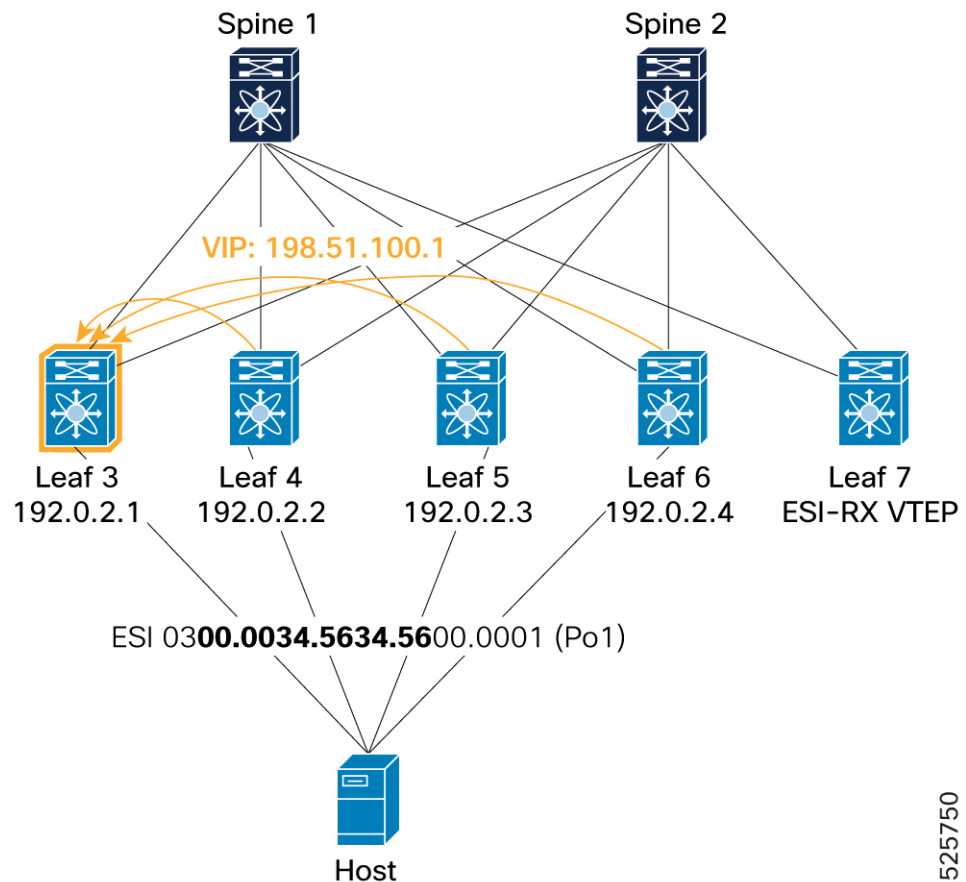 Spine 1
Spine 2
VIP: 198.51.100.1
Leaf 3
192.0.2.1
Leaf 4
192.0.2.2
Leaf 5
192.0.2.3
Leaf 6
192.0.2.4
Leaf 7
ESI-RX VTEP
ESI 0300.0034.5634.5600.0001 (Po1)
Host
525750